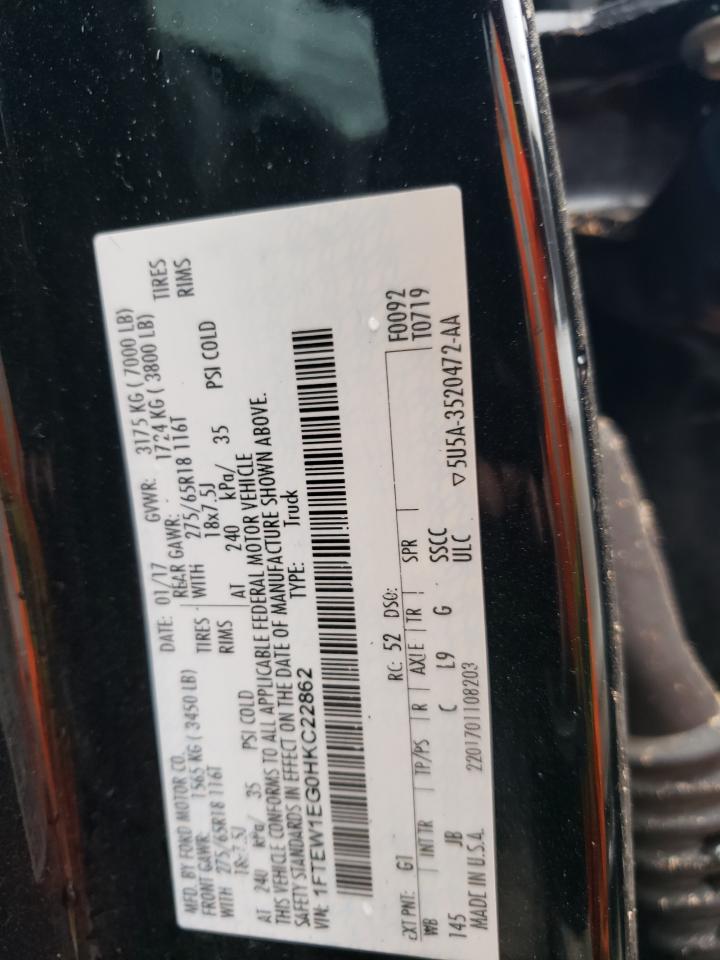 MFD. BY FORD MOTOR CO. DATE: 01/17 GVWR: 3175 KG ( 7000 LB)
FRONT GAWR: 1565 KG ( 3450 LB) REAR GAWR: 1724 KG ( 3800 LB)
WITH 275/65R18 116T TIRES WITH 275/65R18 116T TIRES
18x7.5J RIMS 18x7.5J RIMS
AT 240 kPa/ 35 PSI COLD AT 240 kPa/ 35 PSI COLD
THIS VEHICLE CONFORMS TO ALL APPLICABLE FEDERAL MOTOR VEHICLE
SAFETY STANDARDS IN EFFECT ON THE DATE OF MANUFACTURE SHOWN ABOVE.
VIN: 1FTEW1EG0HKC22862 TYPE: Truck
EXT PNT: G1 RC: 52 DSO: F0092
WB INT TR TP/PS R AXLE TR SPR T0719
145 JB C L9 G SSCC
ULC
MADE IN U.S.A. 2201701108203 ▽5U5A-3520472-AA